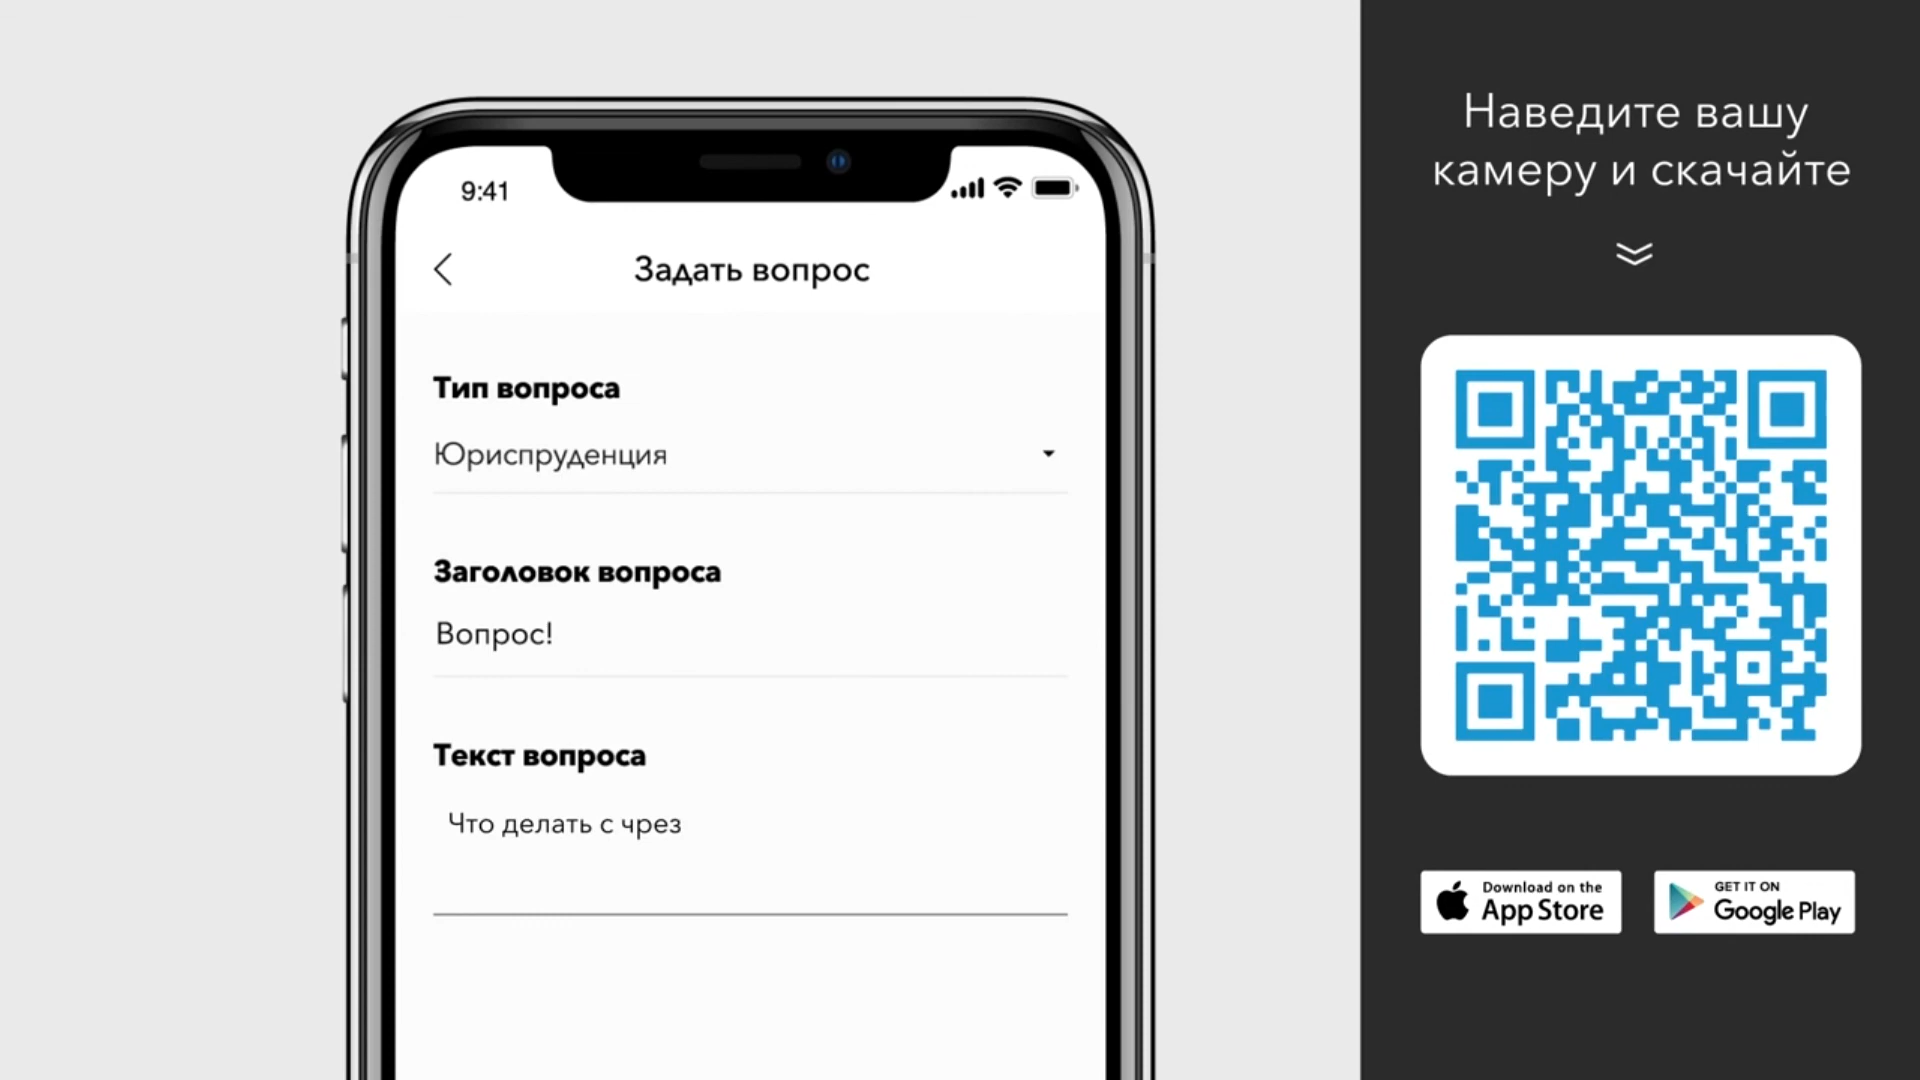 9:41
Задать вопрос
Тип вопроса
Юриспруденция
Заголовок вопроса
Вопрос!
Текст вопроса
Что делать с чрез
Наведите вашу
камеру и скачайте
Download on the
App Store
GET IT ON
Google Play